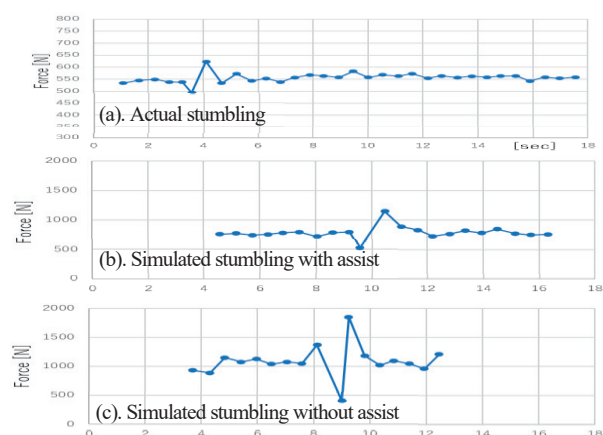 800
750
700
650
600
550
500
450
400
350
300
Force [N]
(a). Actual stumbling
0 2 4 6 8 10 12 14 16 18
[sec]
2000
1500
1000
500
0
Force [N]
(b). Simulated stumbling with assist
0 2 4 6 8 10 12 14 16 18
2000
1500
1000
500
0
Force [N]
(c). Simulated stumbling without assist
0 2 4 6 8 10 12 14 16 18